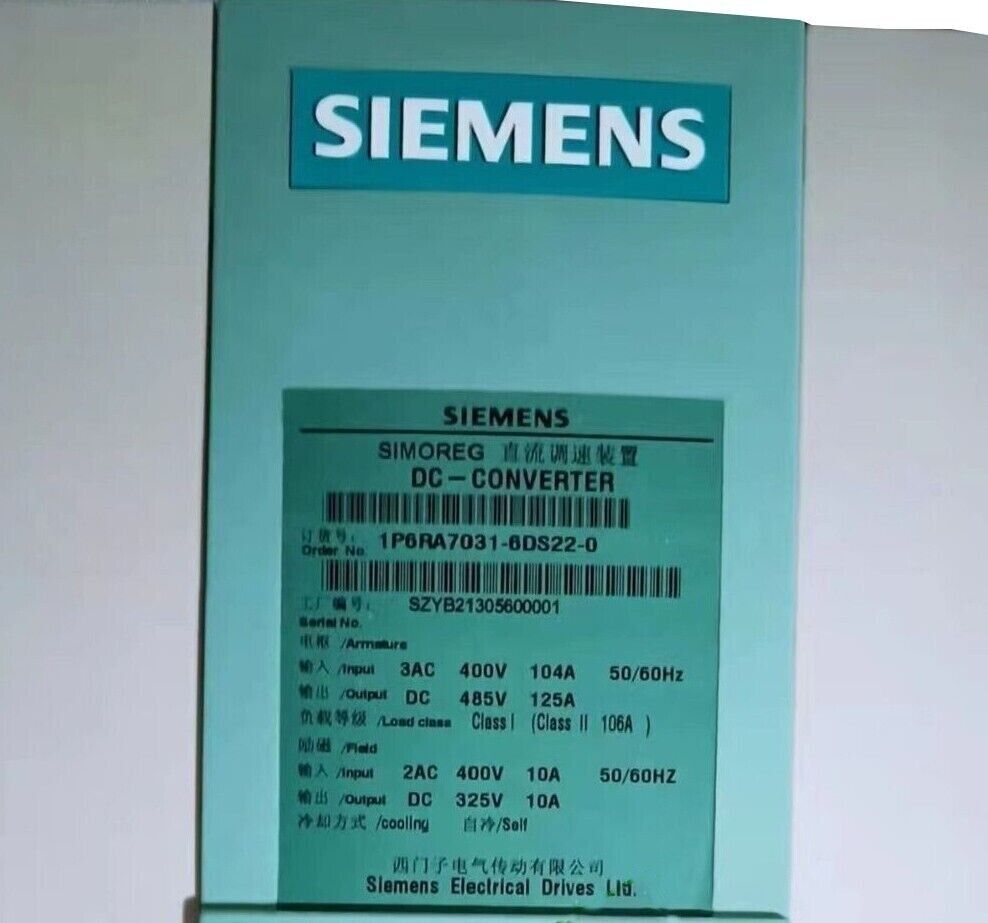 SIEMENS
SIEMENS
SIMOREG 直流调速装置
DC-CONVERTER
订货号:
Order No. 1P6RA7031-6DS22-0
工厂编号: SZYB21305600001
Serial No.
电枢 /Armature
输入 /Input 3AC 400V 104A 50/60Hz
输出 /Output DC 485V 125A
负载等级 /Load class Class I (Class II 106A )
励磁 /Field
输入 /Input 2AC 400V 10A 50/60HZ
输出 /Output DC 325V 10A
冷却方式 /cooling 自冷/Self
西门子电气传动有限公司
Siemens Electrical Drives Ltd.